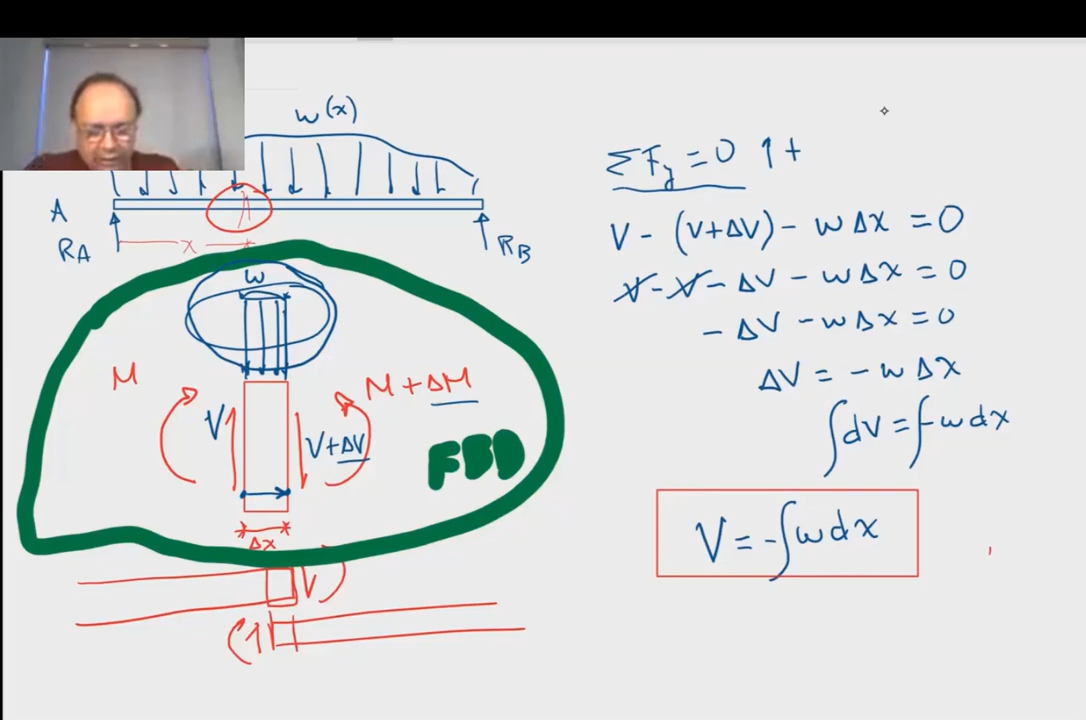 w(x)
A
RA
x
RB
w
M
V
M + ΔM
V+ΔV
FBD
Δx
V
ΣFy = 0 ↑+
V - (V+ΔV) - wΔx = 0
V - V - ΔV - wΔx = 0
- ΔV - wΔx = 0
ΔV = - wΔx
∫dV = ∫-wdx
V = -∫wdx